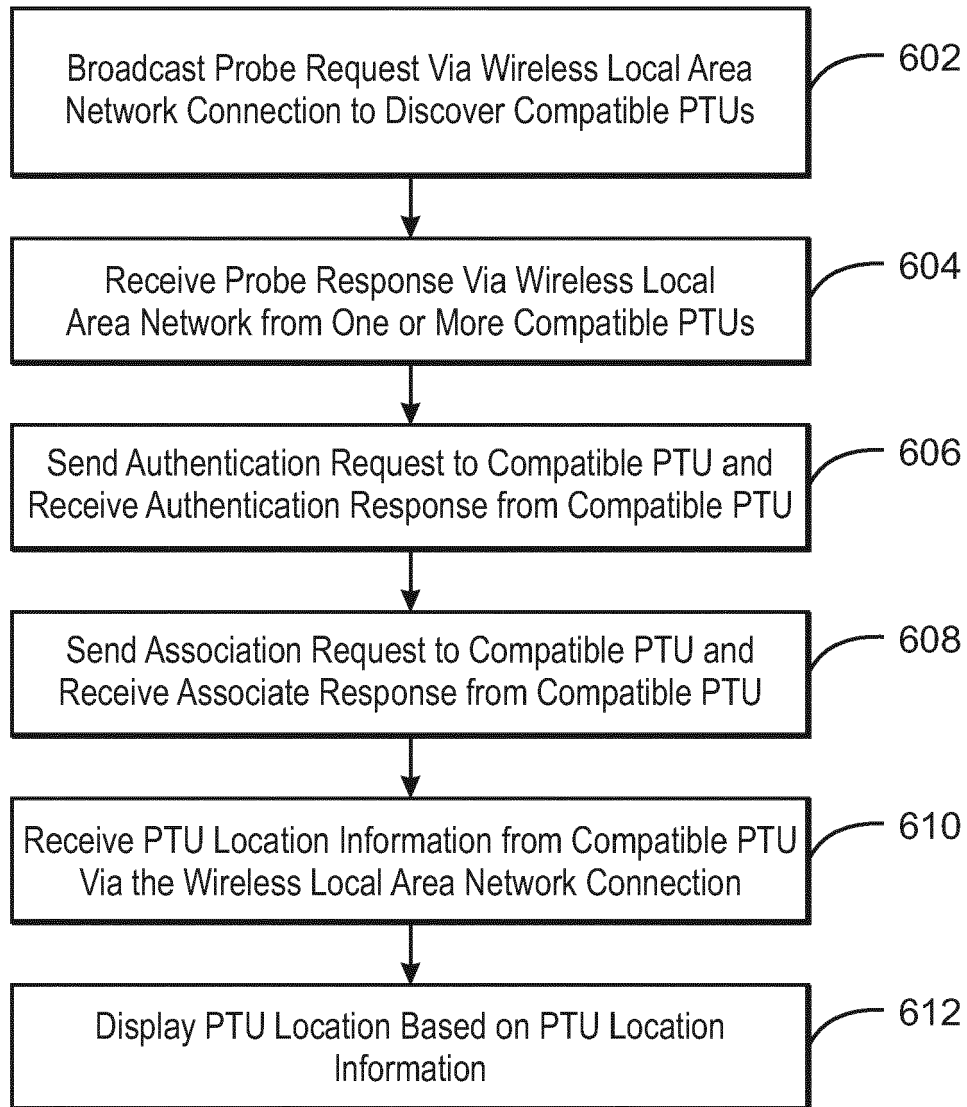 Broadcast Probe Request Via Wireless Local Area
Network Connection to Discover Compatible PTUs
602
Receive Probe Response Via Wireless Local
Area Network from One or More Compatible PTUs
604
Send Authentication Request to Compatible PTU and
Receive Authentication Response from Compatible PTU
606
Send Association Request to Compatible PTU and
Receive Associate Response from Compatible PTU
608
Receive PTU Location Information from Compatible PTU
Via the Wireless Local Area Network Connection
610
Display PTU Location Based on PTU Location
Information
612